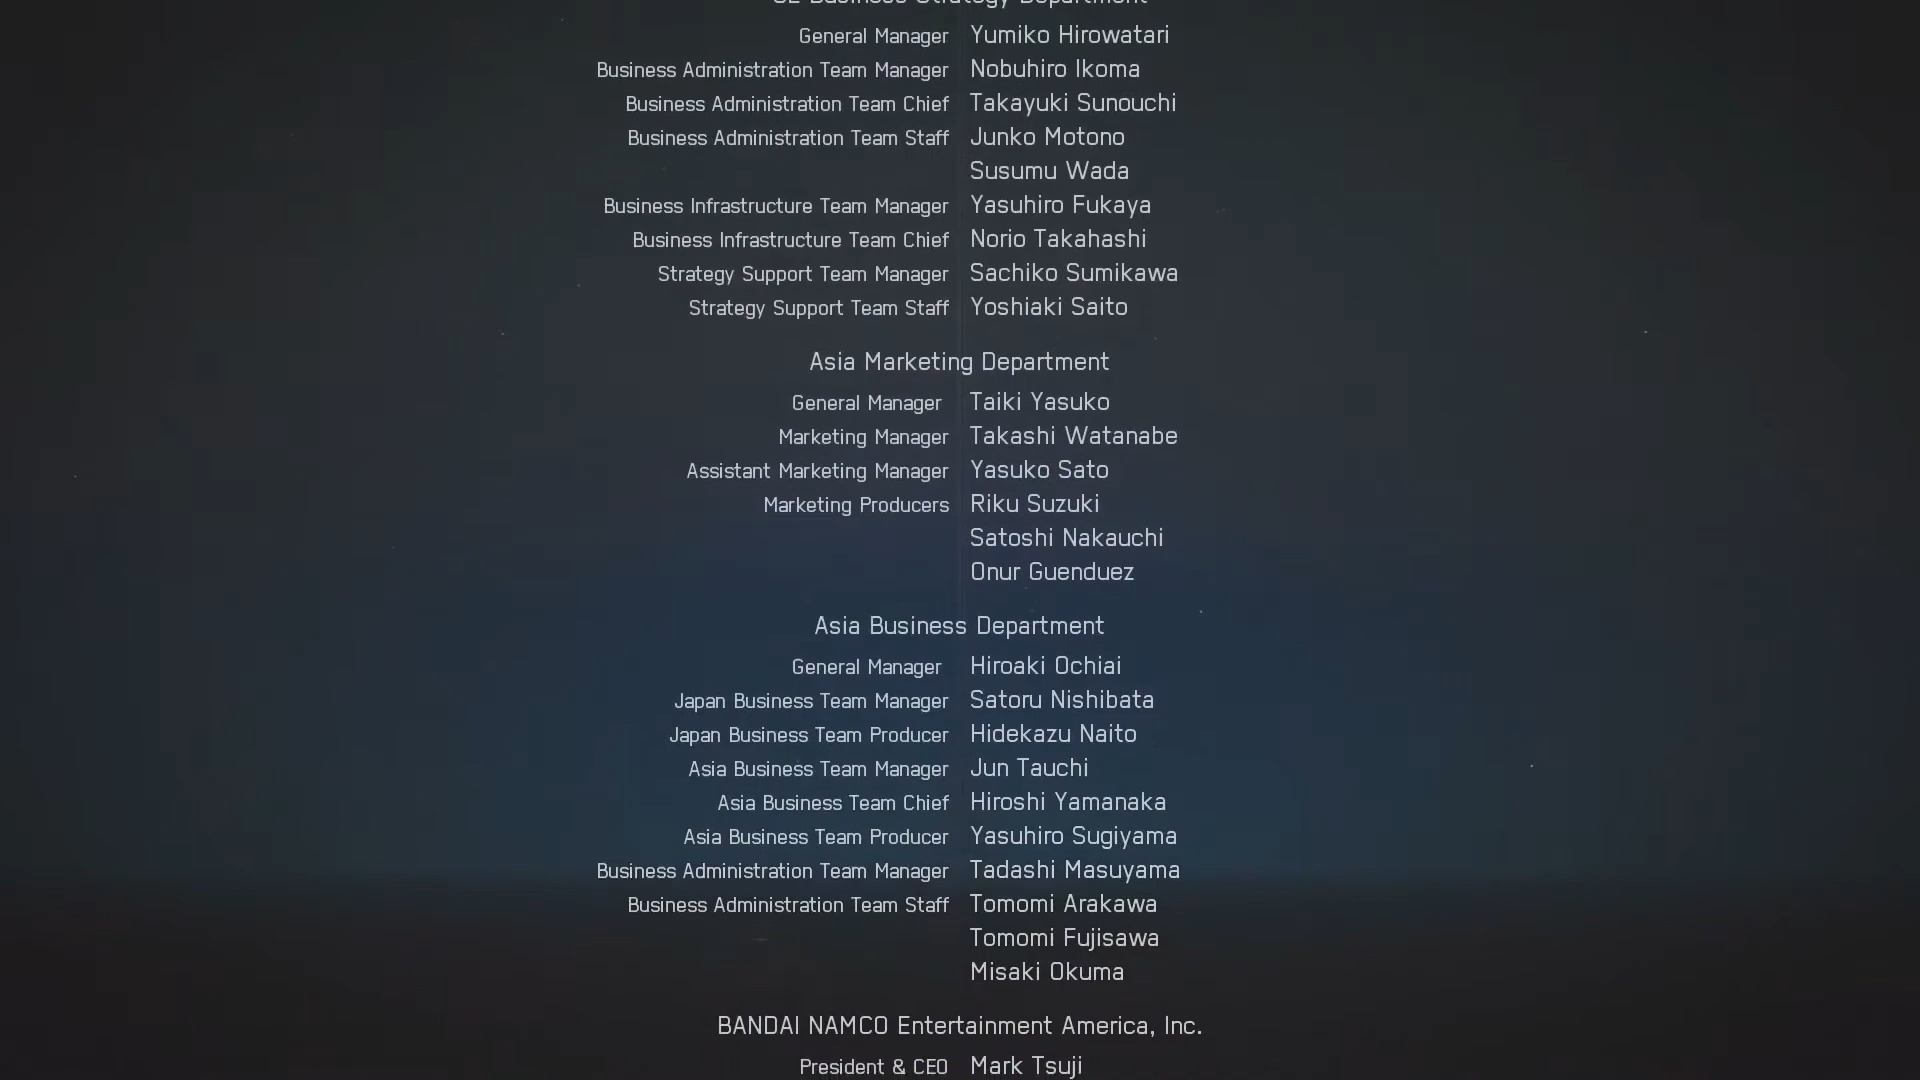 Business Strategy Department
General Manager Yumiko Hirowatari
Business Administration Team Manager Nobuhiro Ikoma
Business Administration Team Chief Takayuki Sunouchi
Business Administration Team Staff Junko Motono
Susumu Wada
Business Infrastructure Team Manager Yasuhiro Fukaya
Business Infrastructure Team Chief Norio Takahashi
Strategy Support Team Manager Sachiko Sumikawa
Strategy Support Team Staff Yoshiaki Saito
Asia Marketing Department
General Manager Taiki Yasuko
Marketing Manager Takashi Watanabe
Assistant Marketing Manager Yasuko Sato
Marketing Producers Riku Suzuki
Satoshi Nakauchi
Onur Guenduez
Asia Business Department
General Manager Hiroaki Ochiai
Japan Business Team Manager Satoru Nishibata
Japan Business Team Producer Hidekazu Naito
Asia Business Team Manager Jun Tauchi
Asia Business Team Chief Hiroshi Yamanaka
Asia Business Team Producer Yasuhiro Sugiyama
Business Administration Team Manager Tadashi Masuyama
Business Administration Team Staff Tomomi Arakawa
Tomomi Fujisawa
Misaki Okuma
BANDAI NAMCO Entertainment America, Inc.
President & CEO Mark Tsuji